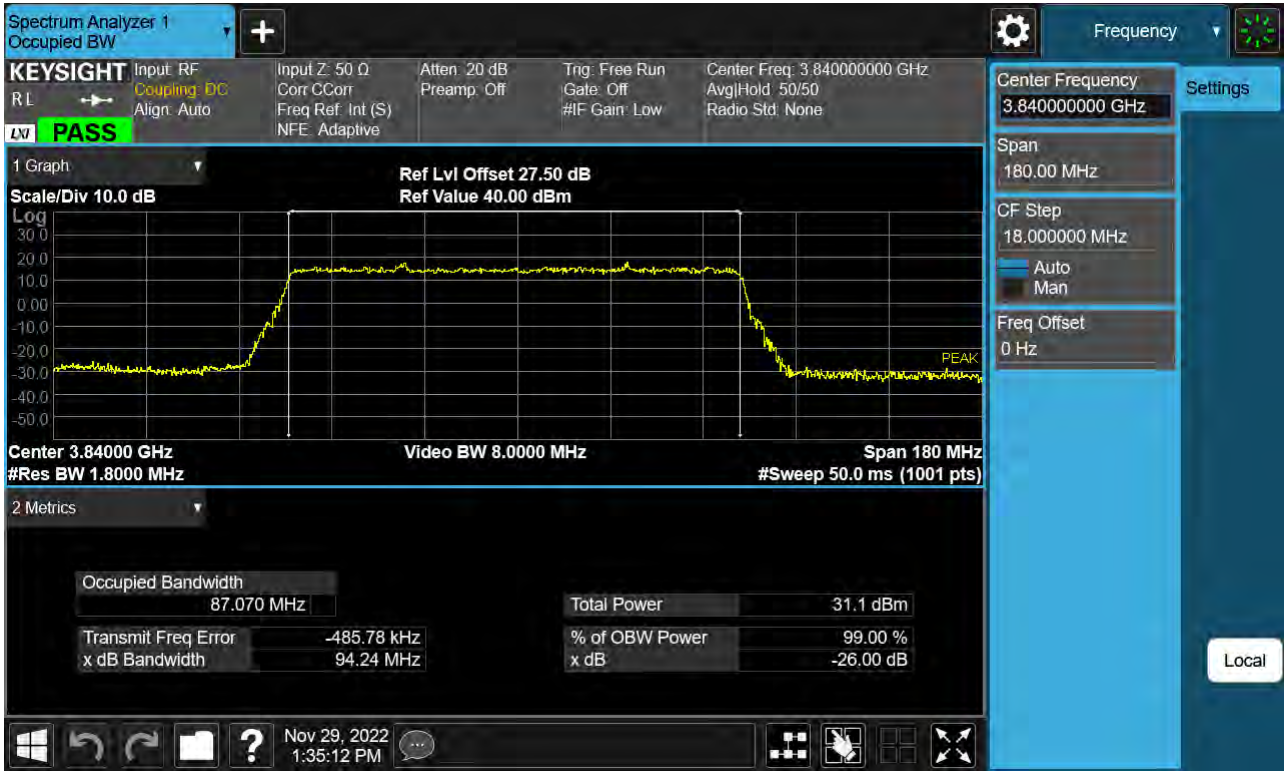 Spectrum Analyzer 1
Occupied BW
+
Frequency
KEYSIGHT
RL
LXI
PASS
Input: RF
Coupling: DC
Align: Auto
Input Z: 50 Ω
Corr CCorr
Freq Ref: Int (S)
NFE: Adaptive
Atten: 20 dB
Preamp: Off
Trig: Free Run
Gate: Off
#IF Gain: Low
Center Freq: 3.840000000 GHz
Avg|Hold: 50/50
Radio Std: None
1 Graph
Scale/Div 10.0 dB
Ref Lvl Offset 27.50 dB
Ref Value 40.00 dBm
Log
30.0
20.0
10.0
0.00
-10.0
-20.0
-30.0
-40.0
-50.0
PEAK
Center 3.84000 GHz
#Res BW 1.8000 MHz
Video BW 8.0000 MHz
Span 180 MHz
#Sweep 50.0 ms (1001 pts)
2 Metrics
Occupied Bandwidth
87.070 MHz
Transmit Freq Error -485.78 kHz
x dB Bandwidth 94.24 MHz
Total Power 31.1 dBm
% of OBW Power 99.00 %
x dB -26.00 dB
Center Frequency
3.840000000 GHz
Span
180.00 MHz
CF Step
18.000000 MHz
Auto
Man
Freq Offset
0 Hz
Settings
Local
?
Nov 29, 2022
1:35:12 PM